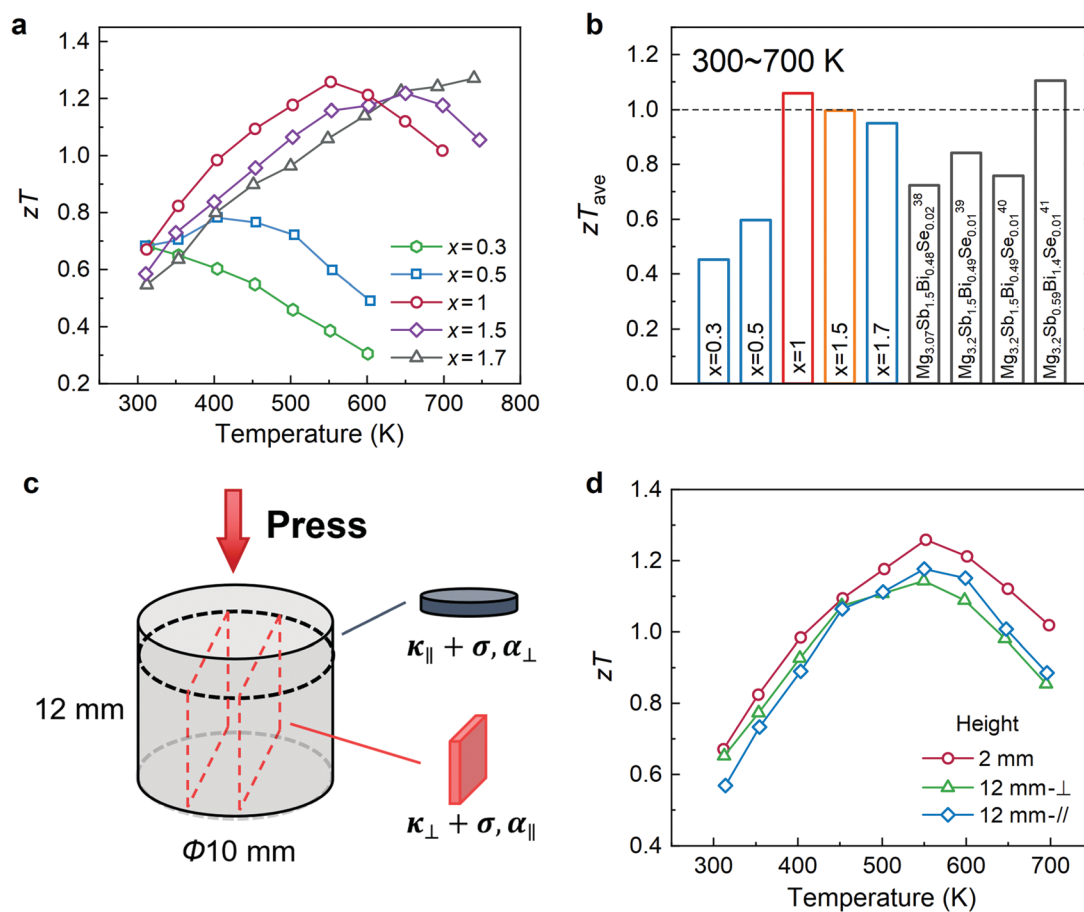 a
1.4
1.2
1.0
0.8
0.6
0.4
0.2
zT
300 400 500 600 700 800
Temperature (K)
x = 0.3
x = 0.5
x = 1
x = 1.5
x = 1.7
b
300~700 K
1.2
1.0
0.8
0.6
0.4
0.2
0.0
zTave
x=0.3
x=0.5
x=1
x=1.5
x=1.7
Mg3.07Sb1.5Bi0.48Se0.02 38
Mg3.2Sb1.5Bi0.49Se0.01 39
Mg3.2Sb1.5Bi0.49Se0.01 40
Mg3.2Sb0.59Bi1.4Se0.01 41
c
Press
12 mm
Φ10 mm
κ∥ + σ, α⊥
κ⊥ + σ, α∥
d
1.4
1.2
1.0
0.8
0.6
0.4
zT
Height
2 mm
12 mm-⊥
12 mm-//
300 400 500 600 700
Temperature (K)